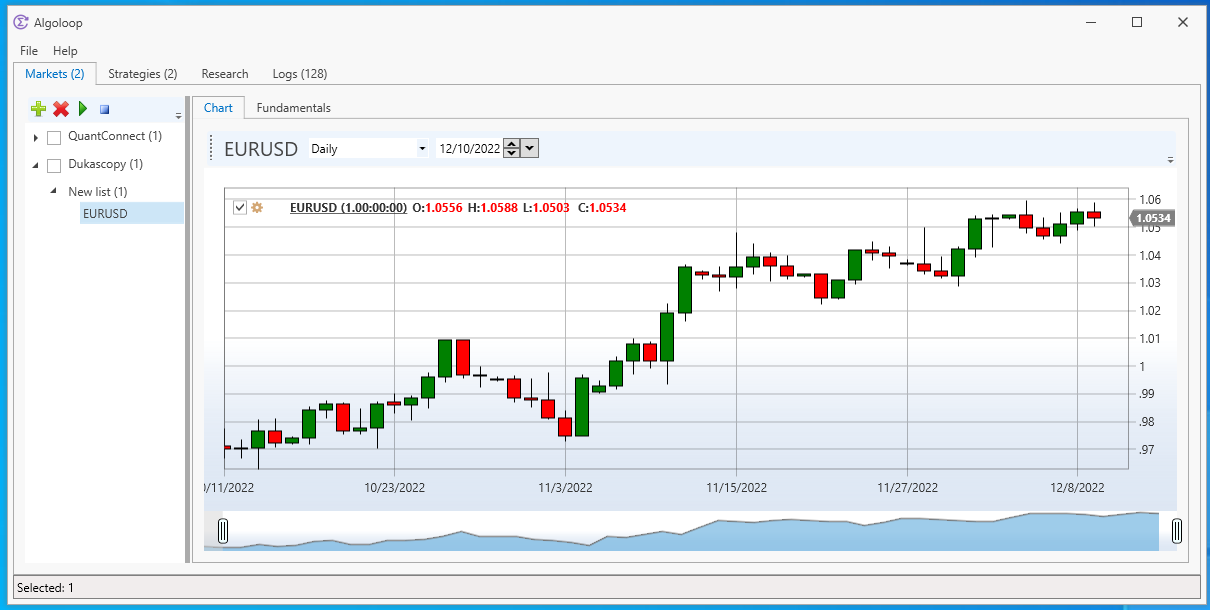 Algoloop
File Help
Markets (2) Strategies (2) Research Logs (128)
Chart Fundamentals
QuantConnect (1)
Dukascopy (1)
New list (1)
EURUSD
EURUSD Daily 12/10/2022
EURUSD (1.00:00:00) O:1.0556 H:1.0588 L:1.0503 C:1.0534
1.06
1.0534
1.05
1.04
1.03
1.02
1.01
1
.99
.98
.97
/11/2022 10/23/2022 11/3/2022 11/15/2022 11/27/2022 12/8/2022
Selected: 1